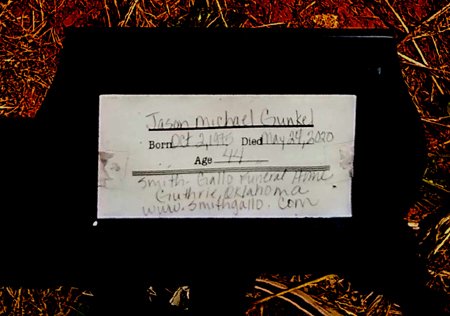 Jason Michael Gunkel
Born Oct 2, 1975 Died May 27, 2020
Age 44
Smith-Gallo Funeral Home
Guthrie, Oklahoma
www.smithgallo.com